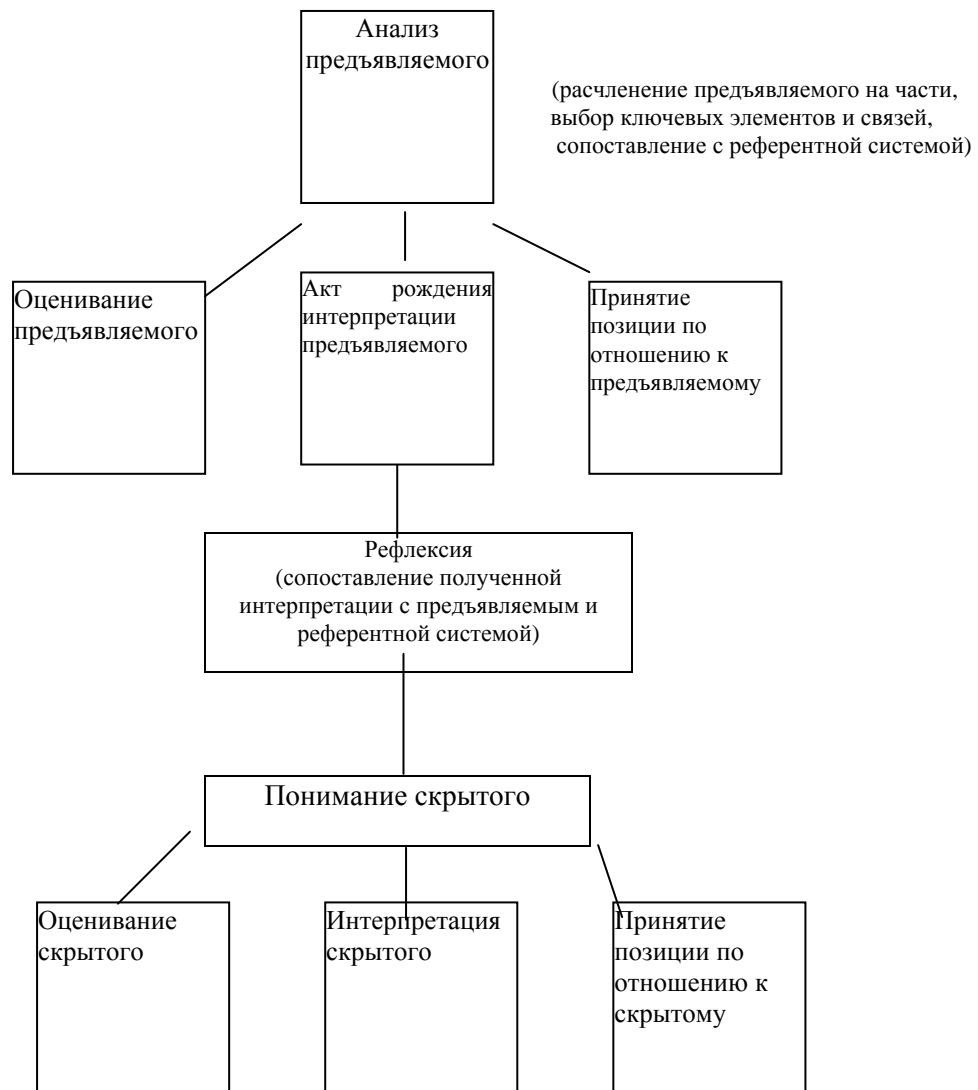 Анализ
предъявляемого
(расчленение предъявляемого на части,
выбор ключевых элементов и связей,
сопоставление с референтной системой)
Оценивание
предъявляемого
Акт рождения
интерпретации
предъявляемого
Принятие
позиции по
отношению к
предъявляемому
Рефлексия
(сопоставление полученной
интерпретации с предъявляемым и
референтной системой)
Понимание скрытого
Оценивание
скрытого
Интерпретация
скрытого
Принятие
позиции по
отношению к
скрытому